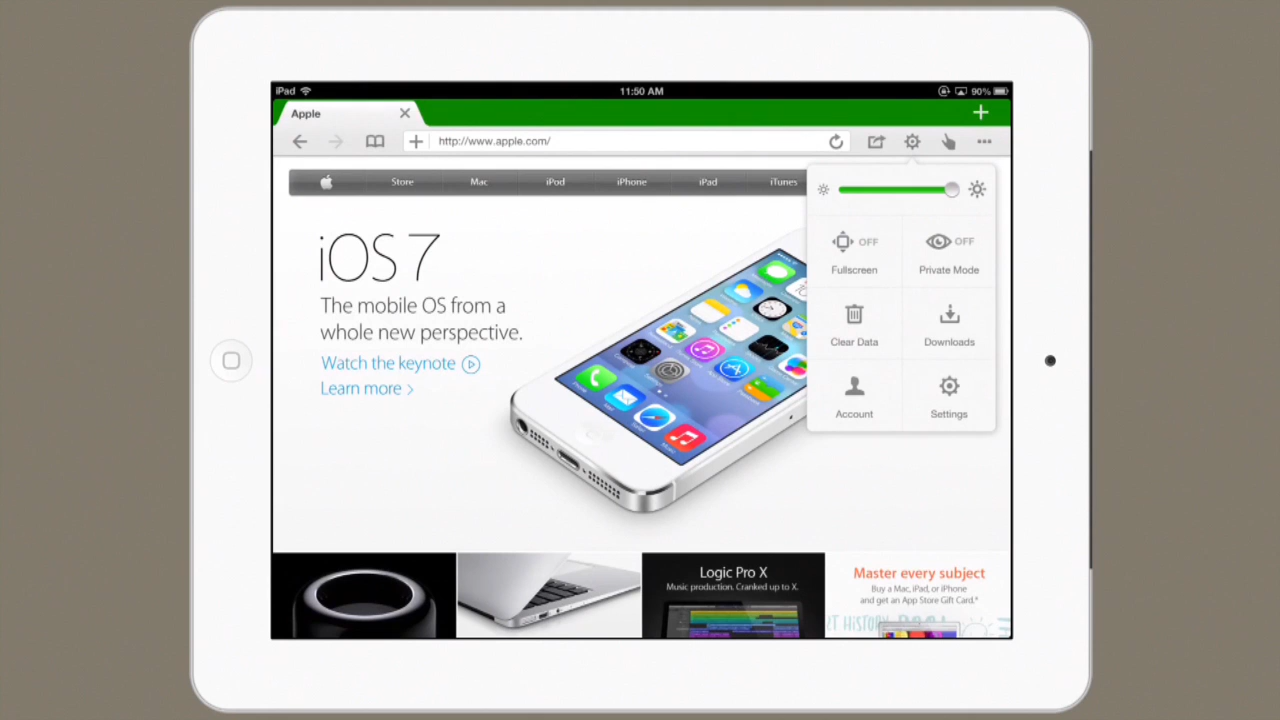 iPad
11:50 AM
90%
Apple
http://www.apple.com/
Store Mac iPod iPhone iPad iTunes
iOS 7
The mobile OS from a
whole new perspective.
Watch the keynote
Learn more
OFF
Fullscreen
OFF
Private Mode
Clear Data
Downloads
Account
Settings
Logic Pro X
Music production. Cranked up to X.
Master every subject
Buy a Mac, iPad, or iPhone
and get an App Store Gift Card.*
HISTORY